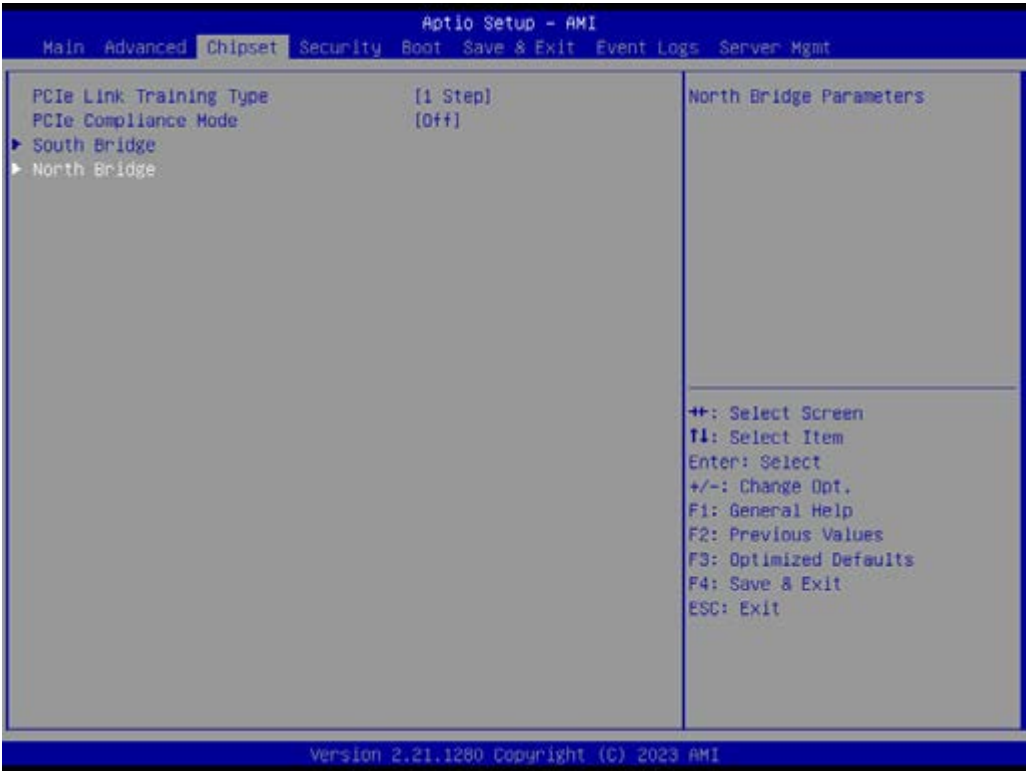 Aptio Setup – AMI
Main Advanced Chipset Security Boot Save & Exit Event Logs Server Mgmt
PCIe Link Training Type [1 Step]
PCIe Compliance Mode [Off]
▶ South Bridge
▶ North Bridge
North Bridge Parameters
→←: Select Screen
↑↓: Select Item
Enter: Select
+/-: Change Opt.
F1: General Help
F2: Previous Values
F3: Optimized Defaults
F4: Save & Exit
ESC: Exit
Version 2.21.1280 Copyright (C) 2023 AMI